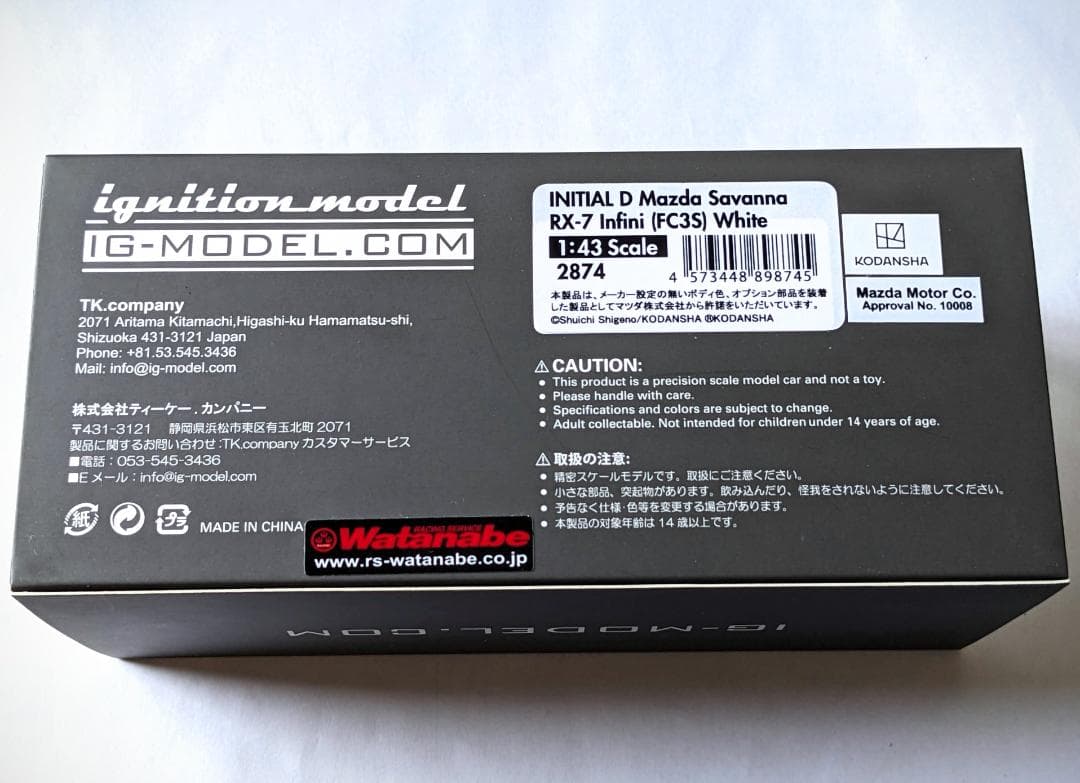 ignition model
IG-MODEL.COM
TK.company
2071 Aritama Kitamachi,Higashi-ku Hamamatsu-shi,
Shizuoka 431-3121 Japan
Phone: +81.53.545.3436
Mail: info@ig-model.com
株式会社ティーケー.カンパニー
〒431-3121 静岡県浜松市東区有玉北町 2071
製品に関するお問い合わせ:TK.company カスタマーサービス
■電話:053-545-3436
■E メール:info@ig-model.com
紙
プラ
MADE IN CHINA
RACING SERVICE
Watanabe
www.rs-watanabe.co.jp
INITIAL D Mazda Savanna
RX-7 Infini (FC3S) White
1:43 Scale
2874
4 573448 898745
本製品は、メーカー設定の無いボディ色、オプション部品を装着
した製品としてマツダ株式会社から許諾をいただいています。
©Shuichi Shigeno/KODANSHA ®KODANSHA
KODANSHA
Mazda Motor Co.
Approval No. 10008
⚠CAUTION:
● This product is a precision scale model car and not a toy.
● Please handle with care.
● Specifications and colors are subject to change.
● Adult collectable. Not intended for children under 14 years of age.
⚠取扱の注意:
● 精密スケールモデルです。取扱にご注意ください。
● 小さな部品、突起物があります。飲み込んだり、怪我をされないように注意してください。
● 予告なく仕様・色等を変更する場合があります。
● 本製品の対象年齢は 14 歳以上です。
IG-MODEL.COM